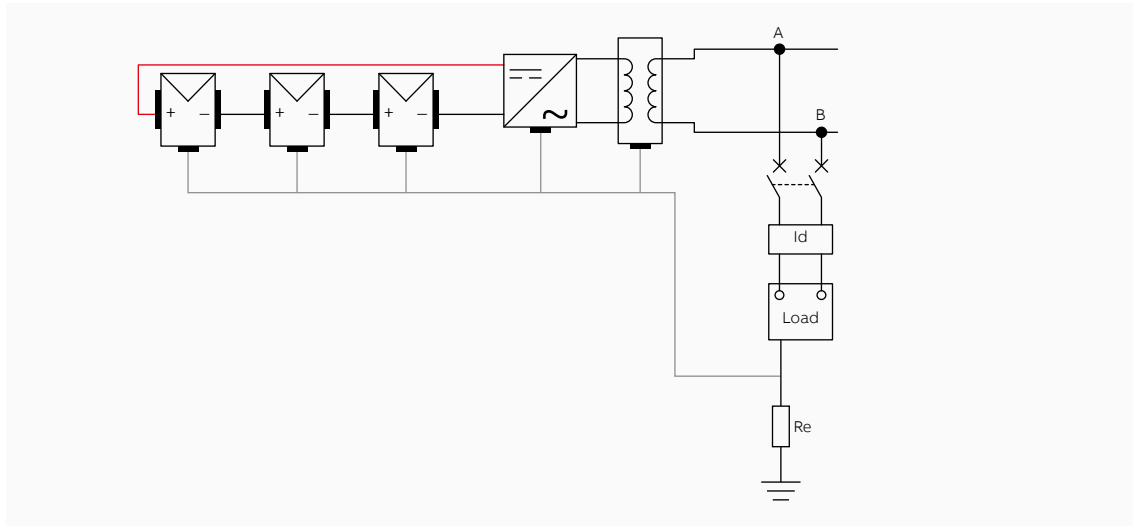 A
B
+ –
+ –
+ –
Id
Load
Re